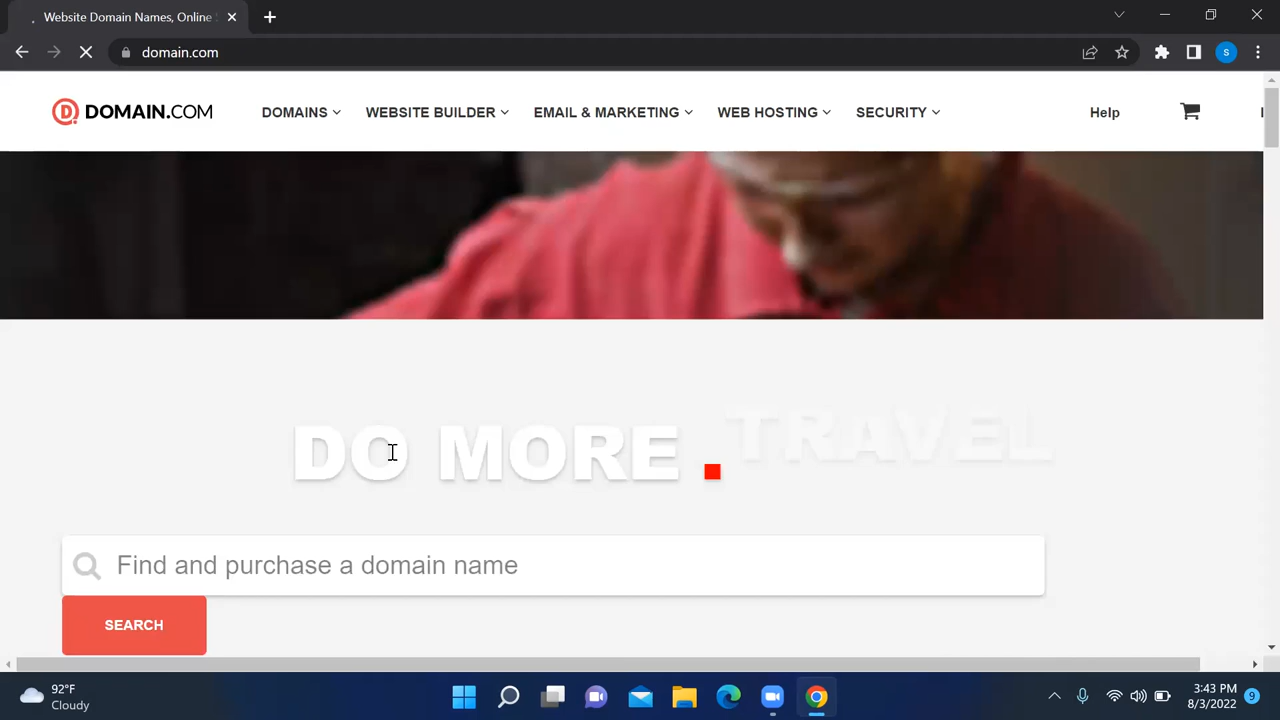 Website Domain Names, Online
domain.com
s
DOMAIN.COM
DOMAINS
WEBSITE BUILDER
EMAIL & MARKETING
WEB HOSTING
SECURITY
Help
DO MORE . TRAVEL
Find and purchase a domain name
SEARCH
92°F
Cloudy
3:43 PM
8/3/2022
9